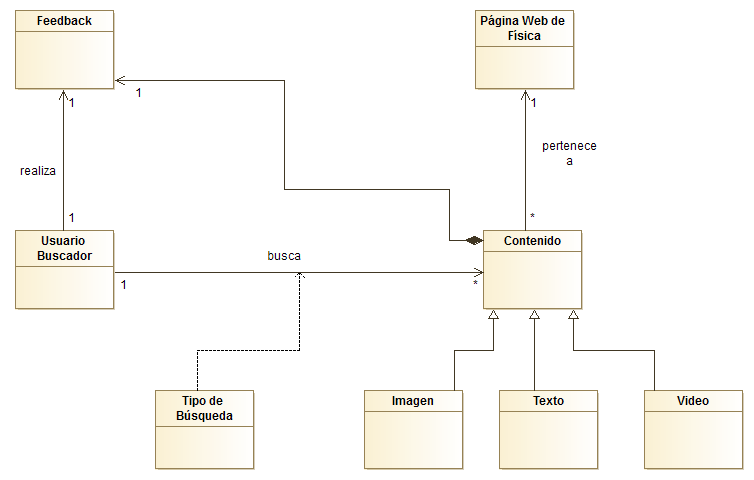 Feedback
Página Web de
Física
1
1
1
realiza
pertenece
a
1
*
Usuario
Buscador
busca
Contenido
1
*
Tipo de
Búsqueda
Imagen
Texto
Video